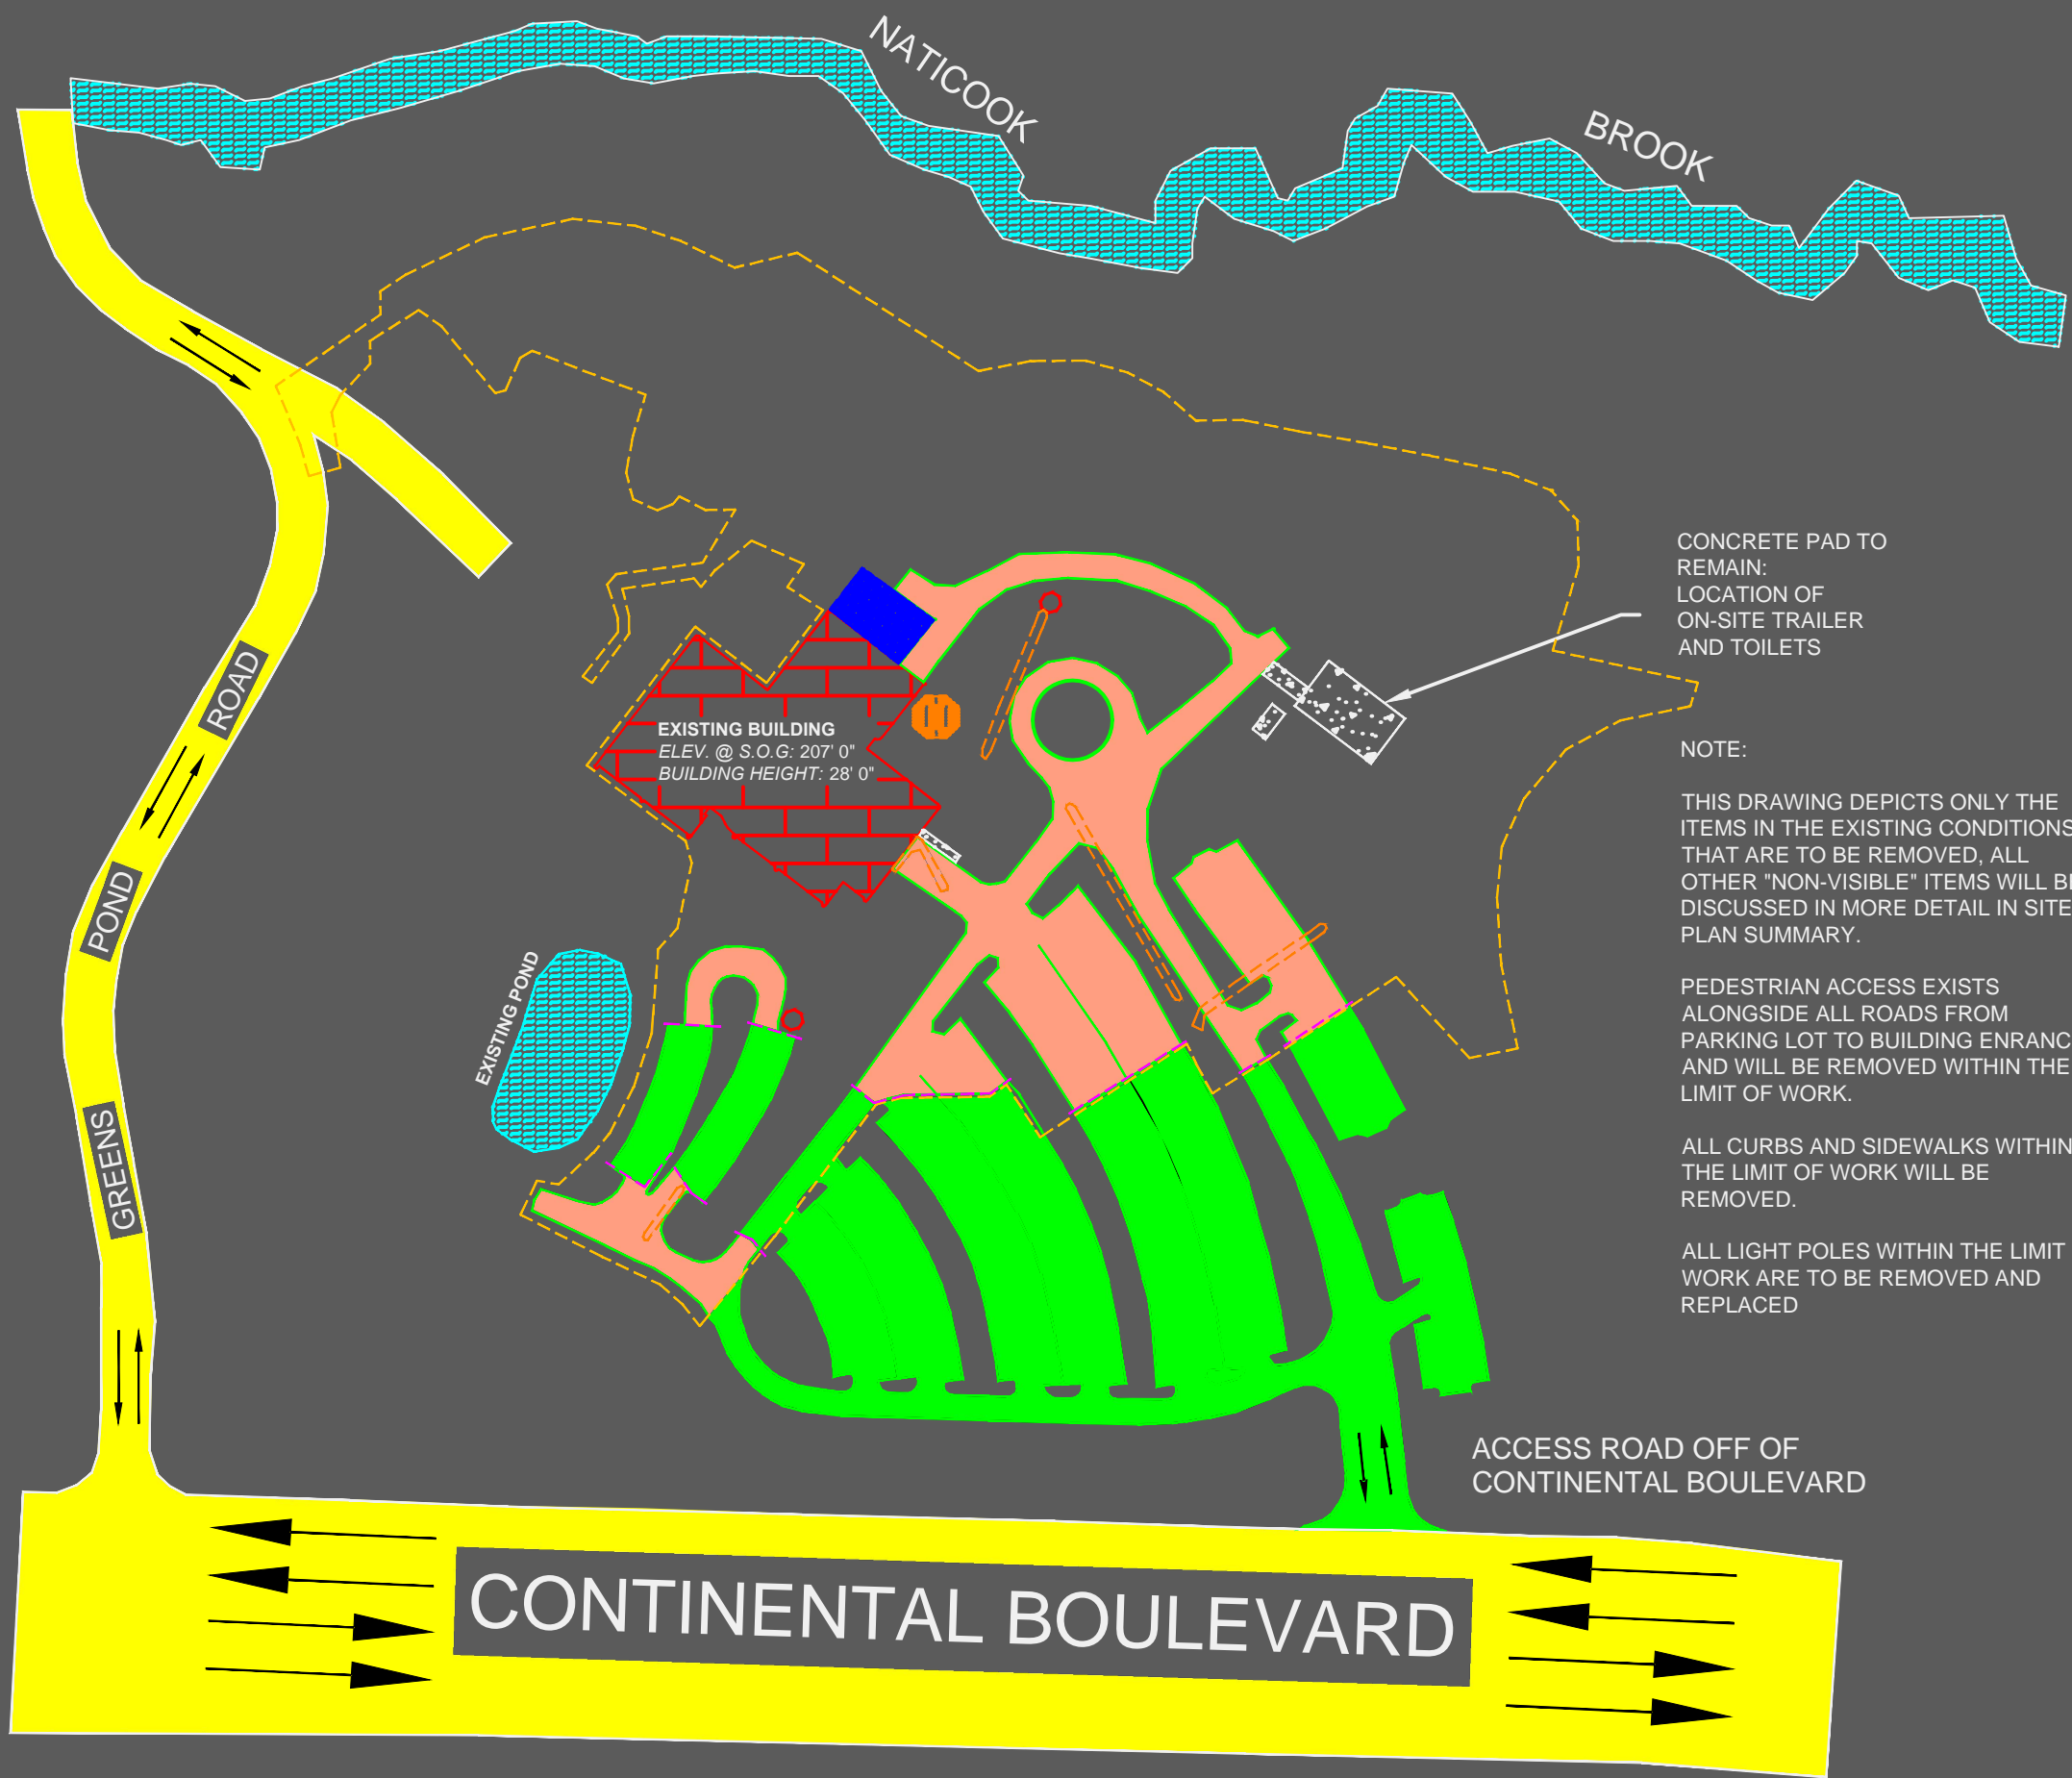 NATICOOK
BROOK
CONCRETE PAD TO
REMAIN:
LOCATION OF
ON-SITE TRAILER
AND TOILETS
ROAD
POND
GREENS
EXISTING BUILDING
ELEV. @ S.O.G: 207' 0"
BUILDING HEIGHT: 28' 0"
EXISTING POND
NOTE:
THIS DRAWING DEPICTS ONLY THE
ITEMS IN THE EXISTING CONDITIONS
THAT ARE TO BE REMOVED, ALL
OTHER "NON-VISIBLE" ITEMS WILL BE
DISCUSSED IN MORE DETAIL IN SITE
PLAN SUMMARY.
PEDESTRIAN ACCESS EXISTS
ALONGSIDE ALL ROADS FROM
PARKING LOT TO BUILDING ENRANC
AND WILL BE REMOVED WITHIN THE
LIMIT OF WORK.
ALL CURBS AND SIDEWALKS WITHIN
THE LIMIT OF WORK WILL BE
REMOVED.
ALL LIGHT POLES WITHIN THE LIMIT
WORK ARE TO BE REMOVED AND
REPLACED
ACCESS ROAD OFF OF
CONTINENTAL BOULEVARD
CONTINENTAL BOULEVARD